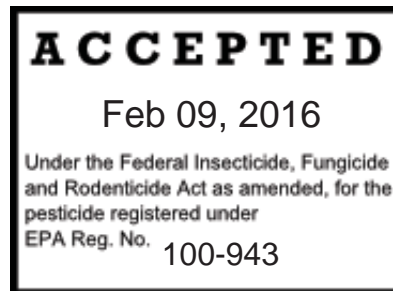 ACCEPTED
Feb 09, 2016
Under the Federal Insecticide, Fungicide
and Rodenticide Act as amended, for the
pesticide registered under
EPA Reg. No. 100-943